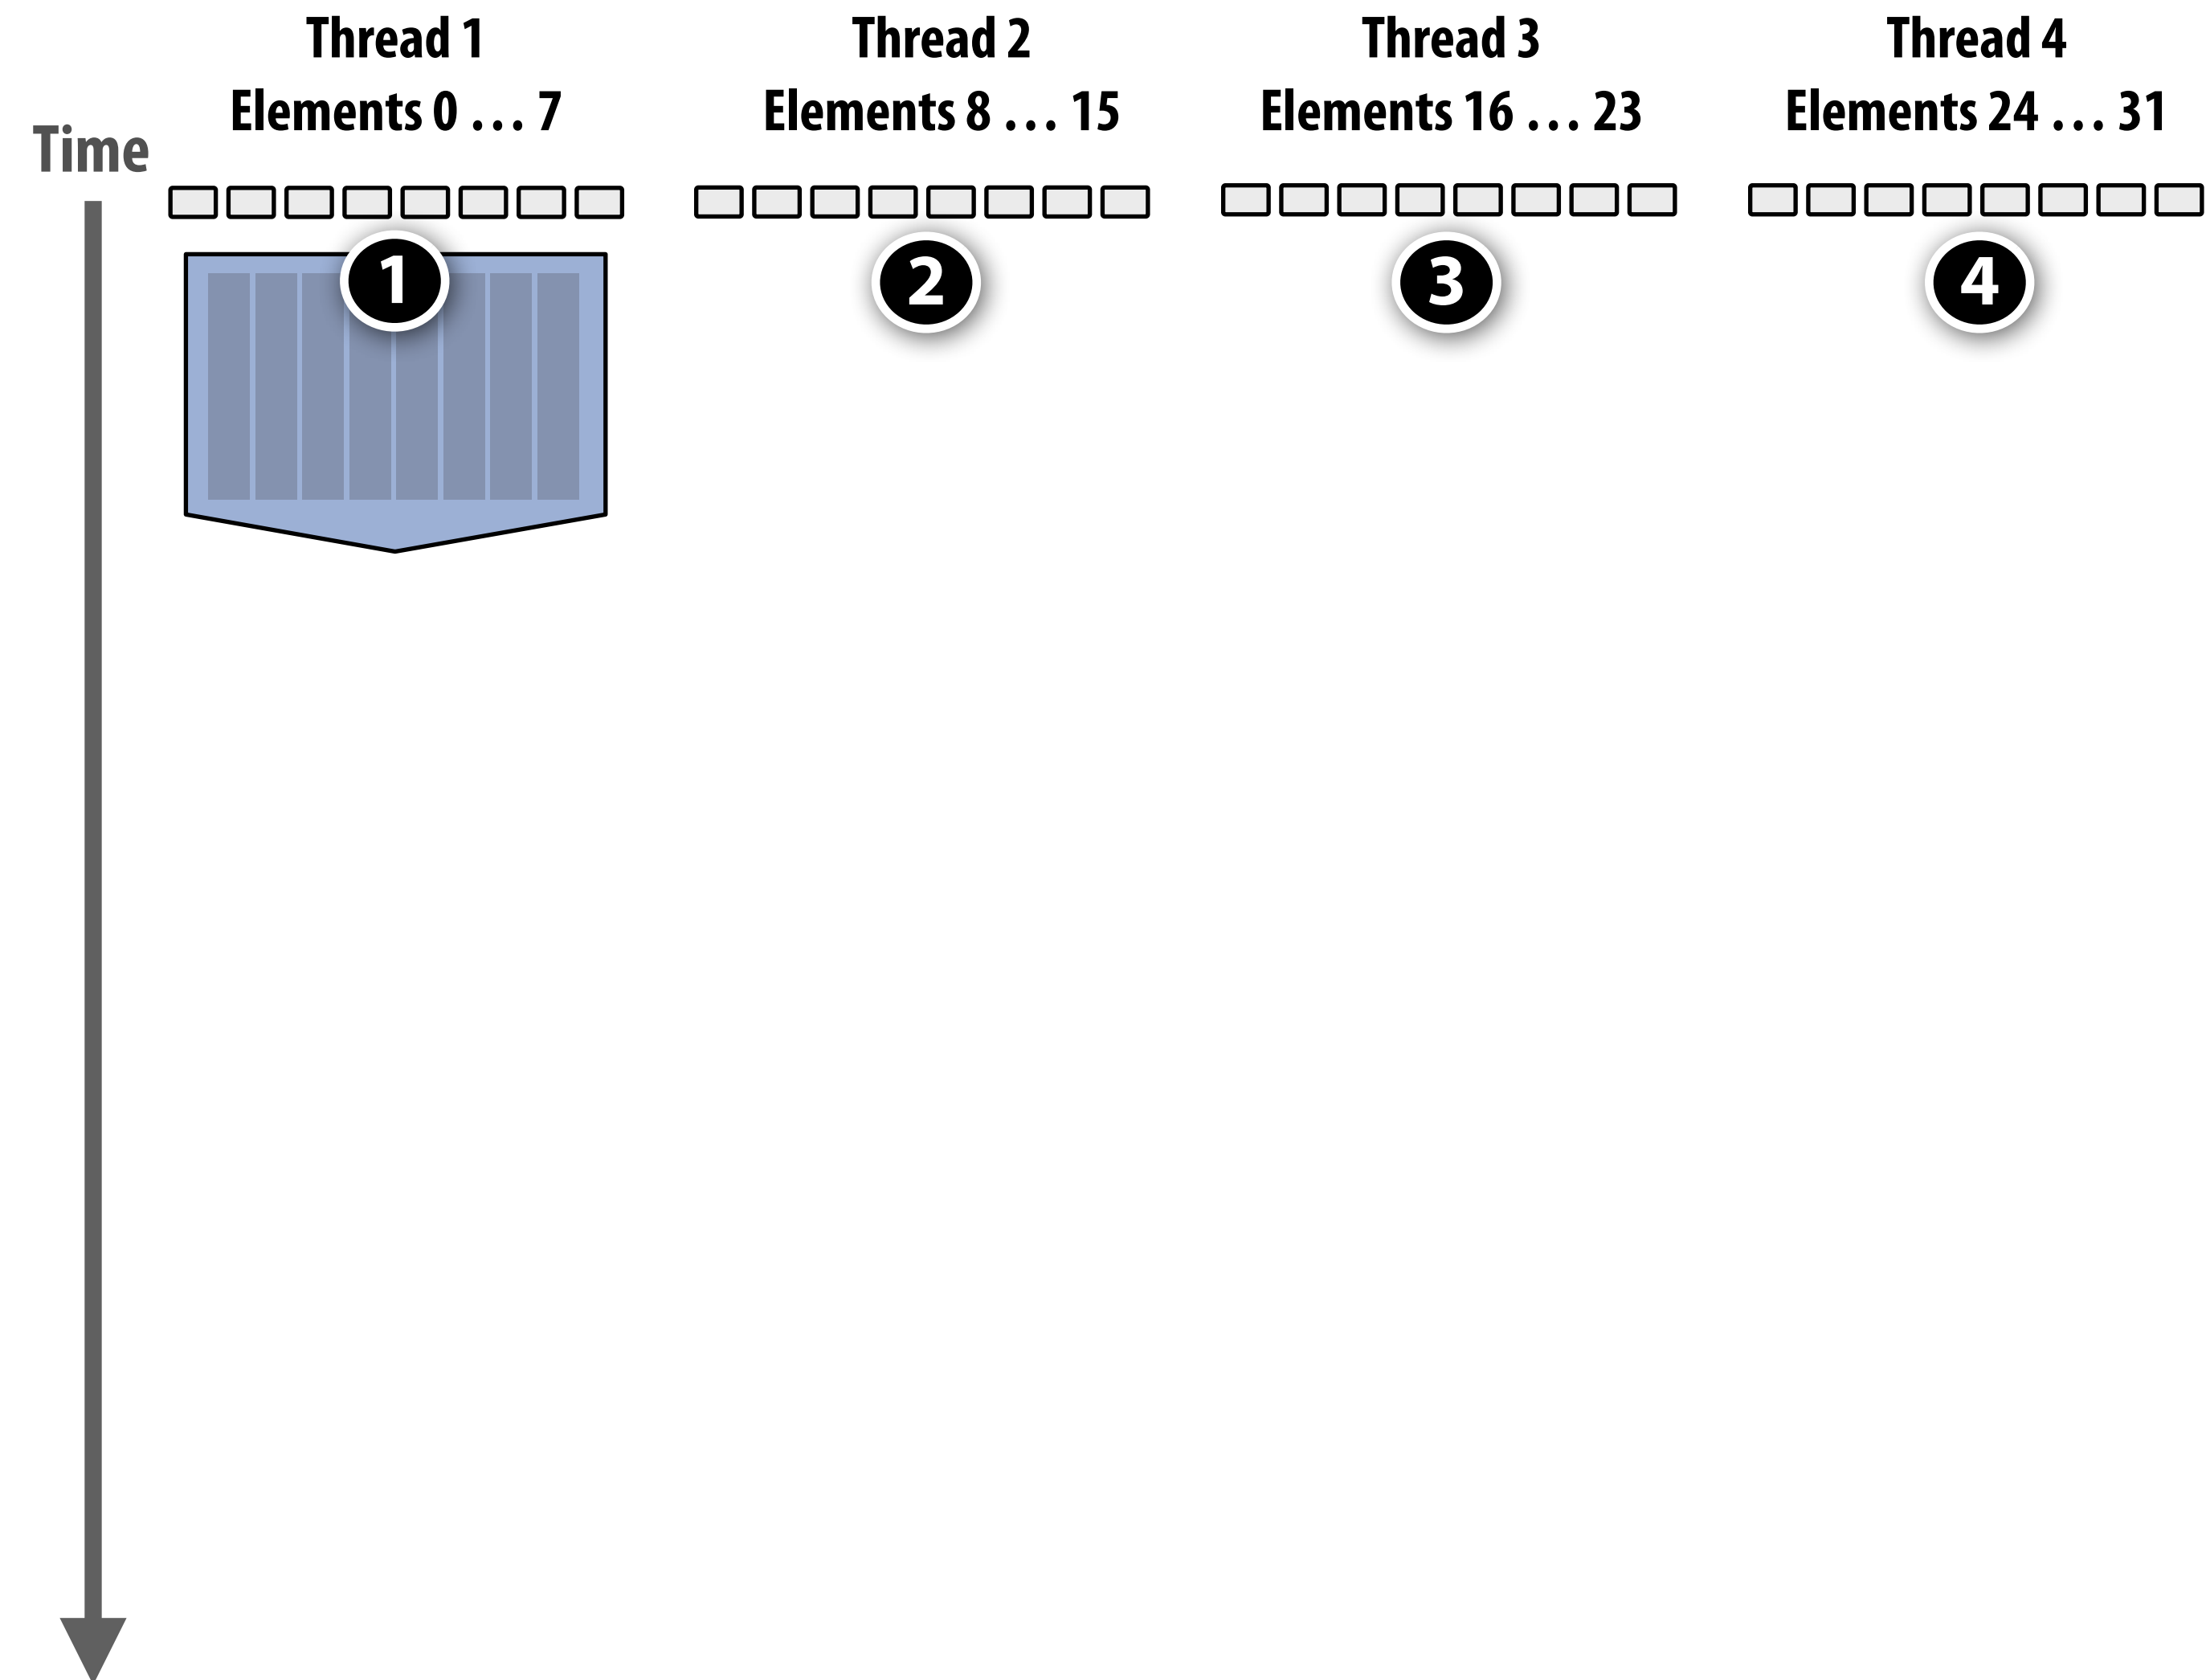 Thread 1
Elements 0 . . . 7
Thread 2
Elements 8 . . . 15
Thread 3
Elements 16 . . . 23
Thread 4
Elements 24 . . . 31
Time
1
2
3
4